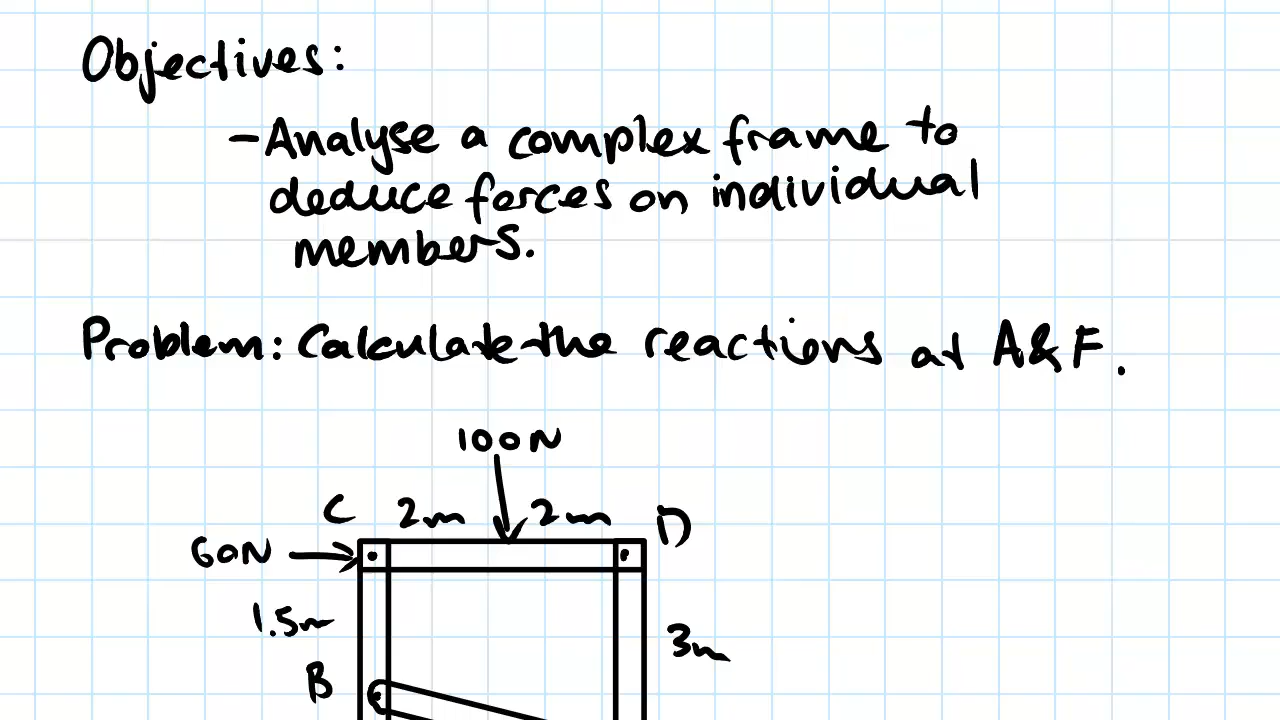 Objectives:
- Analyse a complex frame to
deduce forces on individual
members.
Problem: Calculate the reactions at A & F.
100N
C 2m 2m D
60N
1.5m
3m
B